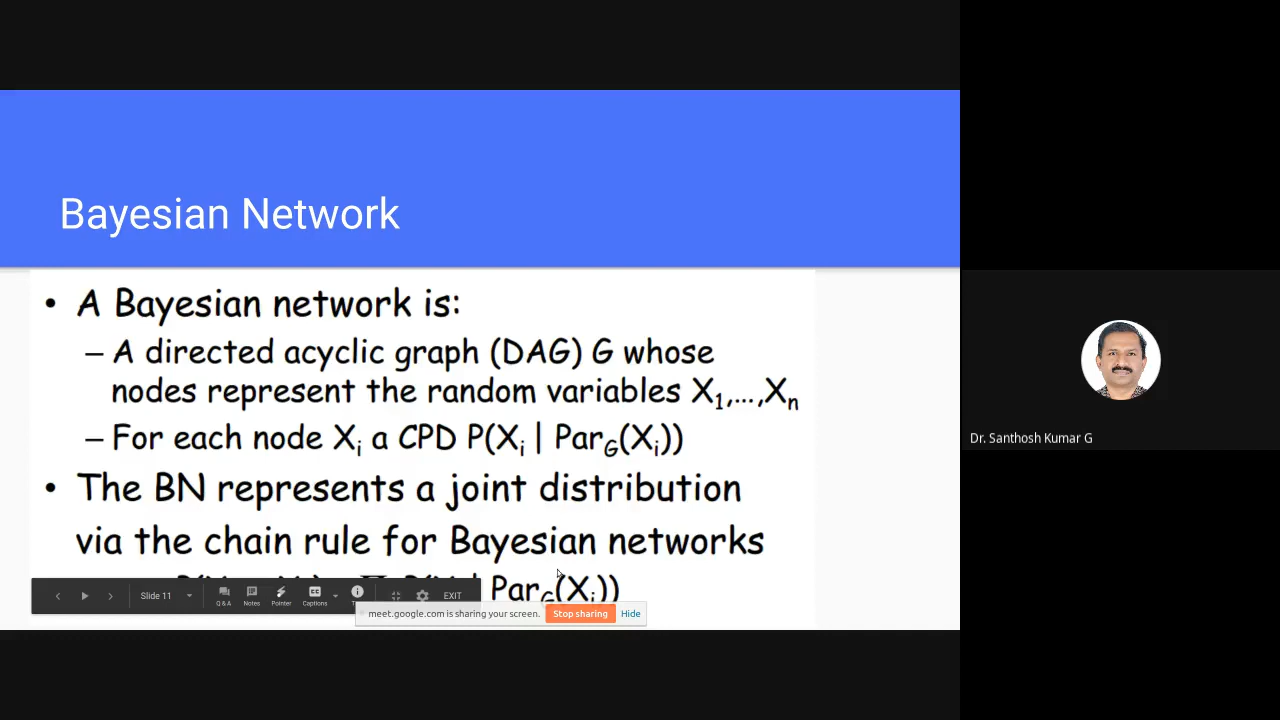 Bayesian Network
• A Bayesian network is:
– A directed acyclic graph (DAG) G whose
nodes represent the random variables X₁,...,Xₙ
– For each node Xᵢ a CPD P(Xᵢ | Par_G(Xᵢ))
• The BN represents a joint distribution
via the chain rule for Bayesian networks
Par_G(Xᵢ))
Slide 11
Q & A
Notes
Pointer
Captions
EXIT
meet.google.com is sharing your screen.
Stop sharing
Hide
Dr. Santhosh Kumar G